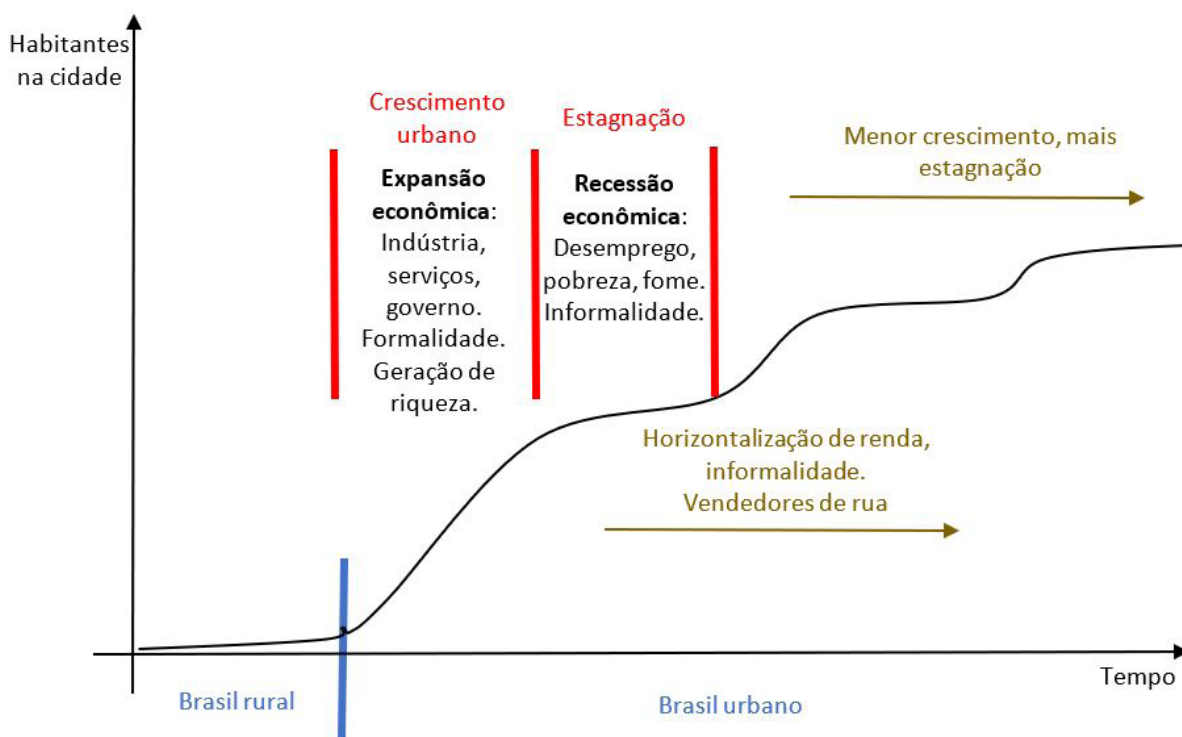 Habitantes
na cidade
Crescimento
urbano
Expansão
econômica:
Indústria,
serviços,
governo.
Formalidade.
Geração de
riqueza.
Estagnação
Recessão
econômica:
Desemprego,
pobreza, fome.
Informalidade.
Menor crescimento, mais
estagnação
Horizontalização de renda,
informalidade.
Vendedores de rua
Tempo
Brasil rural
Brasil urbano